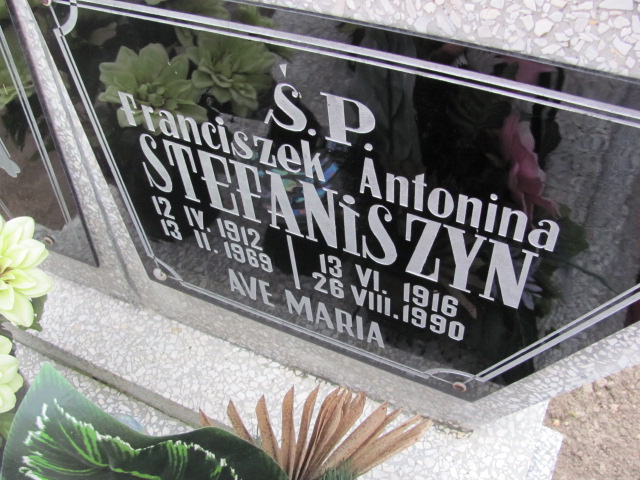 Ś.P.
Franciszek Antonina
STEFANiSZYN
12 IV. 1912 13 VI. 1916
13 II. 1969 26 VIII. 1990
AVE MARIA